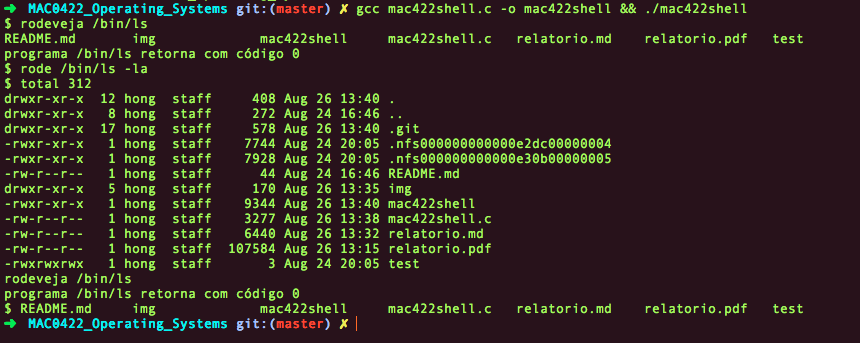 ➜  MAC0422_Operating_Systems git:(master) ✗ gcc mac422shell.c -o mac422shell && ./mac422shell
$ rodeveja /bin/ls
README.md       img             mac422shell     mac422shell.c   relatorio.md    relatorio.pdf   test
programa /bin/ls retorna com código 0
$ rode /bin/ls -la
$ total 312
drwxr-xr-x  12 hong  staff     408 Aug 26 13:40 .
drwxr-xr-x   8 hong  staff     272 Aug 24 16:46 ..
drwxr-xr-x  17 hong  staff     578 Aug 26 13:40 .git
-rwxr-xr-x   1 hong  staff    7744 Aug 24 20:05 .nfs000000000000e2dc00000004
-rwxr-xr-x   1 hong  staff    7928 Aug 24 20:05 .nfs000000000000e30b00000005
-rw-r--r--   1 hong  staff      44 Aug 24 16:46 README.md
drwxr-xr-x   5 hong  staff     170 Aug 26 13:35 img
-rwxr-xr-x   1 hong  staff    9344 Aug 26 13:40 mac422shell
-rw-r--r--   1 hong  staff    3277 Aug 26 13:38 mac422shell.c
-rw-r--r--   1 hong  staff    6440 Aug 26 13:32 relatorio.md
-rw-r--r--   1 hong  staff  107584 Aug 26 13:15 relatorio.pdf
-rwxrwxrwx   1 hong  staff       3 Aug 24 20:05 test
rodeveja /bin/ls
programa /bin/ls retorna com código 0
$ README.md     img             mac422shell     mac422shell.c   relatorio.md    relatorio.pdf   test
➜  MAC0422_Operating_Systems git:(master) ✗